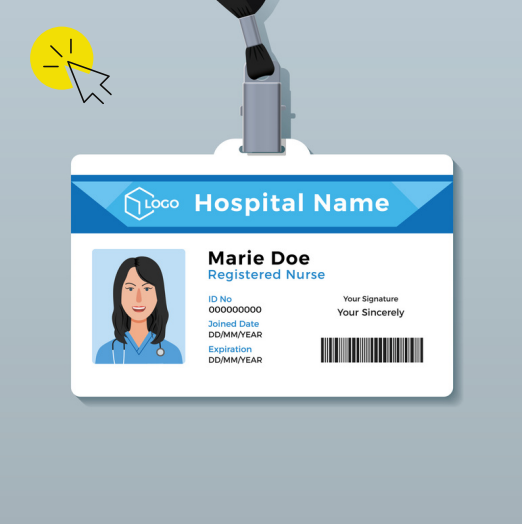 LOGO Hospital Name
Marie Doe
Registered Nurse
ID No
000000000
Joined Date
DD/MM/YEAR
Expiration
DD/MM/YEAR
Your Signature
Your Sincerely